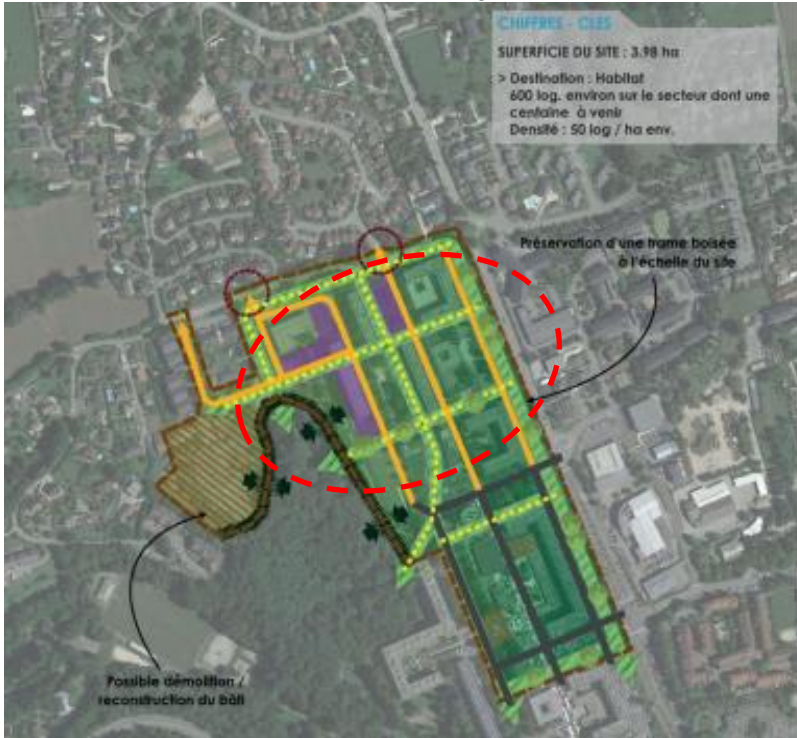 CHIFFRES - CLES
SUPERFICIE DU SITE : 3.98 ha
> Destination : Habitat
600 log. environ sur le secteur dont une
centaine à venir
Densité : 50 log / ha env.
Préservation d'une trame boisée
à l'échelle du site
Possible démolition /
reconstruction du bâti